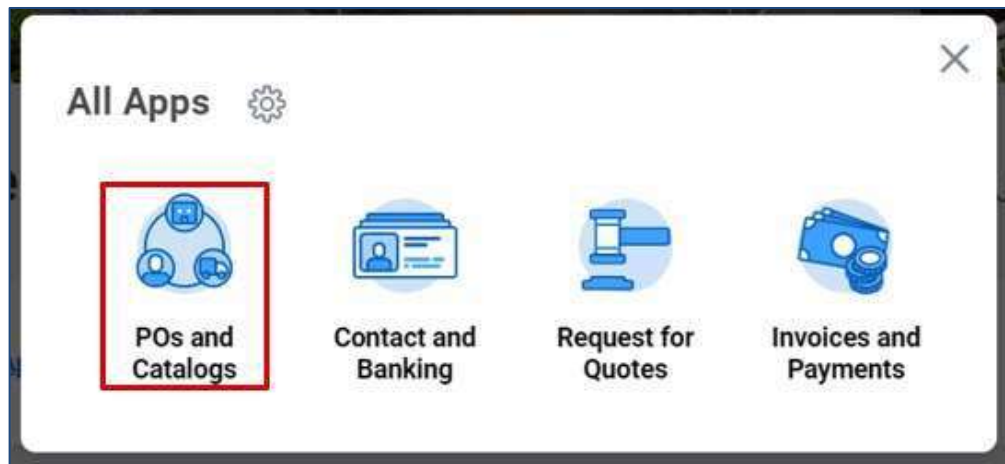 All Apps
POs and
Catalogs
Contact and
Banking
Request for
Quotes
Invoices and
Payments